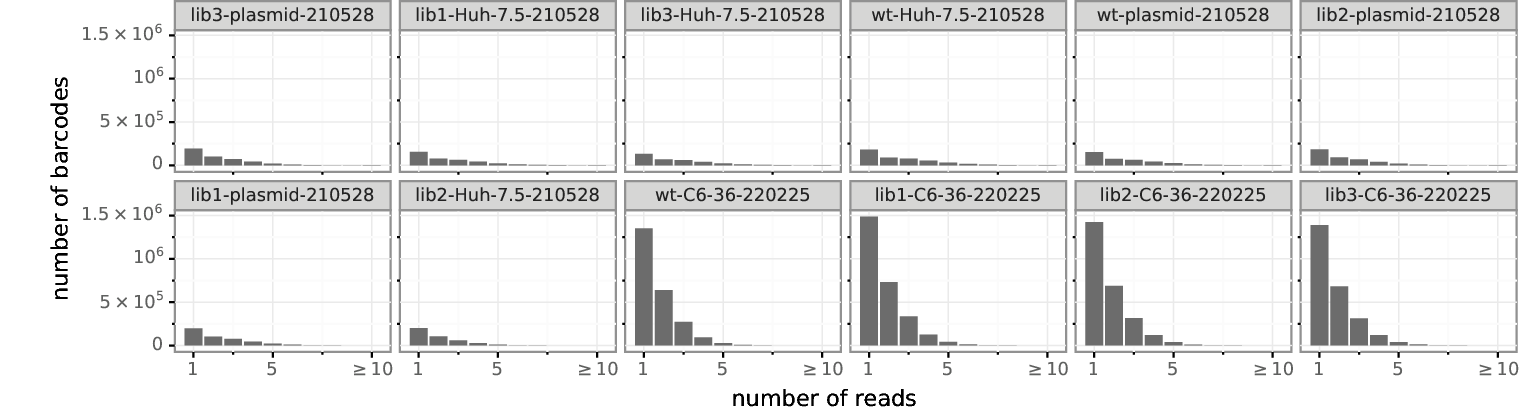 lib3-plasmid-210528 lib1-Huh-7.5-210528 lib3-Huh-7.5-210528 wt-Huh-7.5-210528 wt-plasmid-210528 lib2-plasmid-210528
1.5 × 10⁶
10⁶
5 × 10⁵
0
number of barcodes
lib1-plasmid-210528 lib2-Huh-7.5-210528 wt-C6-36-220225 lib1-C6-36-220225 lib2-C6-36-220225 lib3-C6-36-220225
1.5 × 10⁶
10⁶
5 × 10⁵
0
1 5 ≥ 10 1 5 ≥ 10 1 5 ≥ 10 1 5 ≥ 10 1 5 ≥ 10 1 5 ≥ 10
number of reads